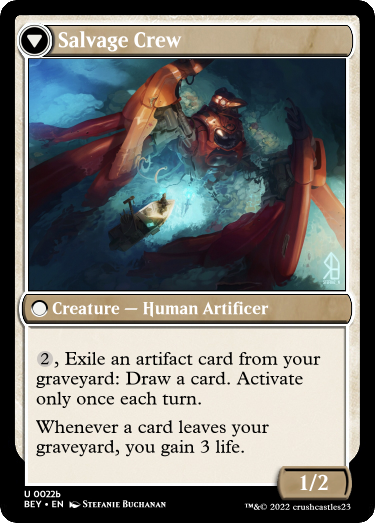 Salvage Crew
Creature — Human Artificer
2, Exile an artifact card from your
graveyard: Draw a card. Activate
only once each turn.
Whenever a card leaves your
graveyard, you gain 3 life.
1/2
U 0022b
BEY • EN Stefanie Buchanan
™&© 2022 crushcastles23